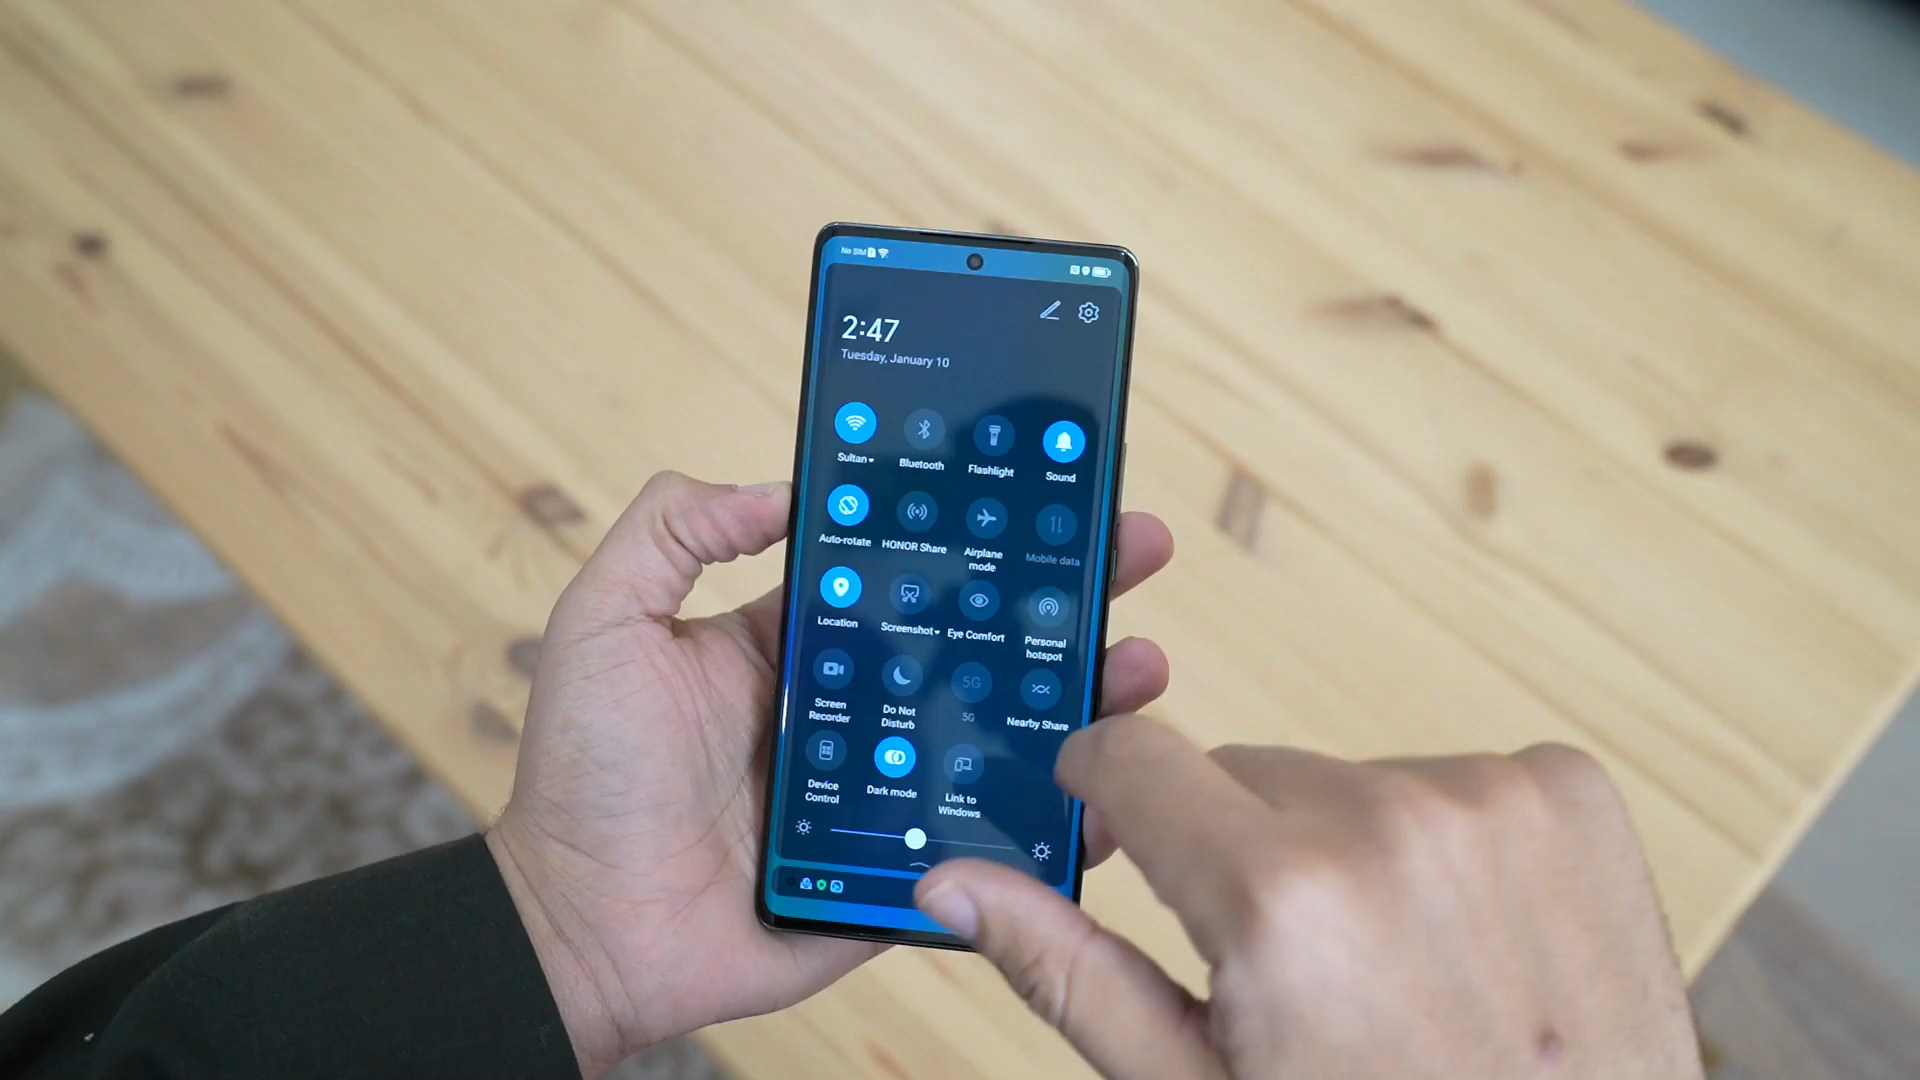 No SIM
2:47
Tuesday, January 10
Sultan
Bluetooth
Flashlight
Sound
Auto-rotate
HONOR Share
Airplane
mode
Mobile data
Location
Screenshot
Eye Comfort
Personal
hotspot
Screen
Recorder
Do Not
Disturb
5G
5G
Nearby Share
Device
Control
Dark mode
Link to
Windows